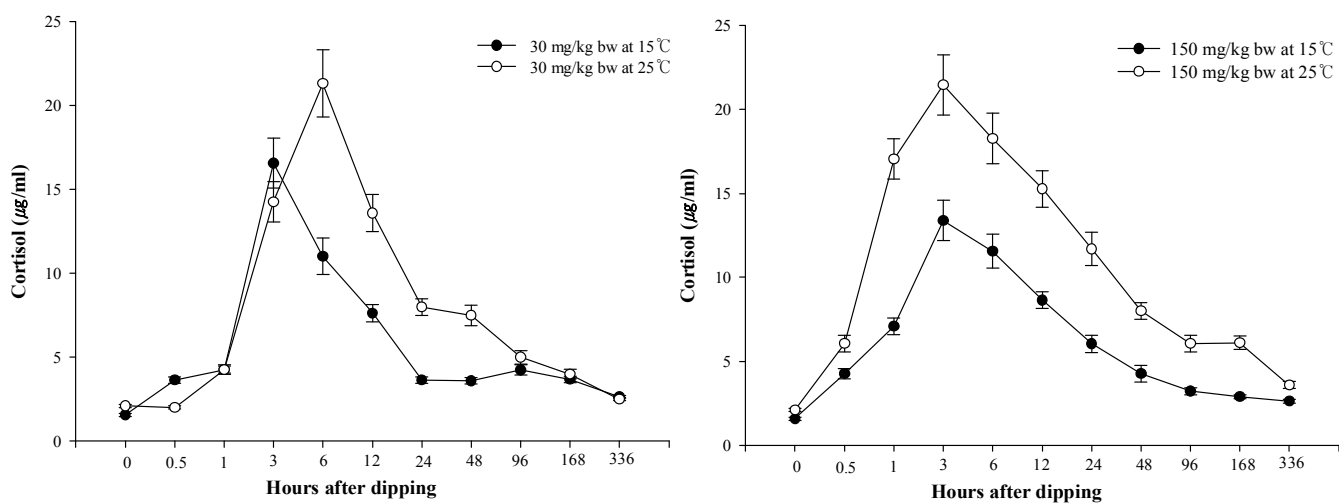 25
20
15
10
5
0
Cortisol (㎍/ml)
30 mg/kg bw at 15℃
30 mg/kg bw at 25℃
0 0.5 1 3 6 12 24 48 96 168 336
Hours after dipping
25
20
15
10
5
0
Cortisol (㎍/ml)
150 mg/kg bw at 15℃
150 mg/kg bw at 25℃
0 0.5 1 3 6 12 24 48 96 168 336
Hours after dipping